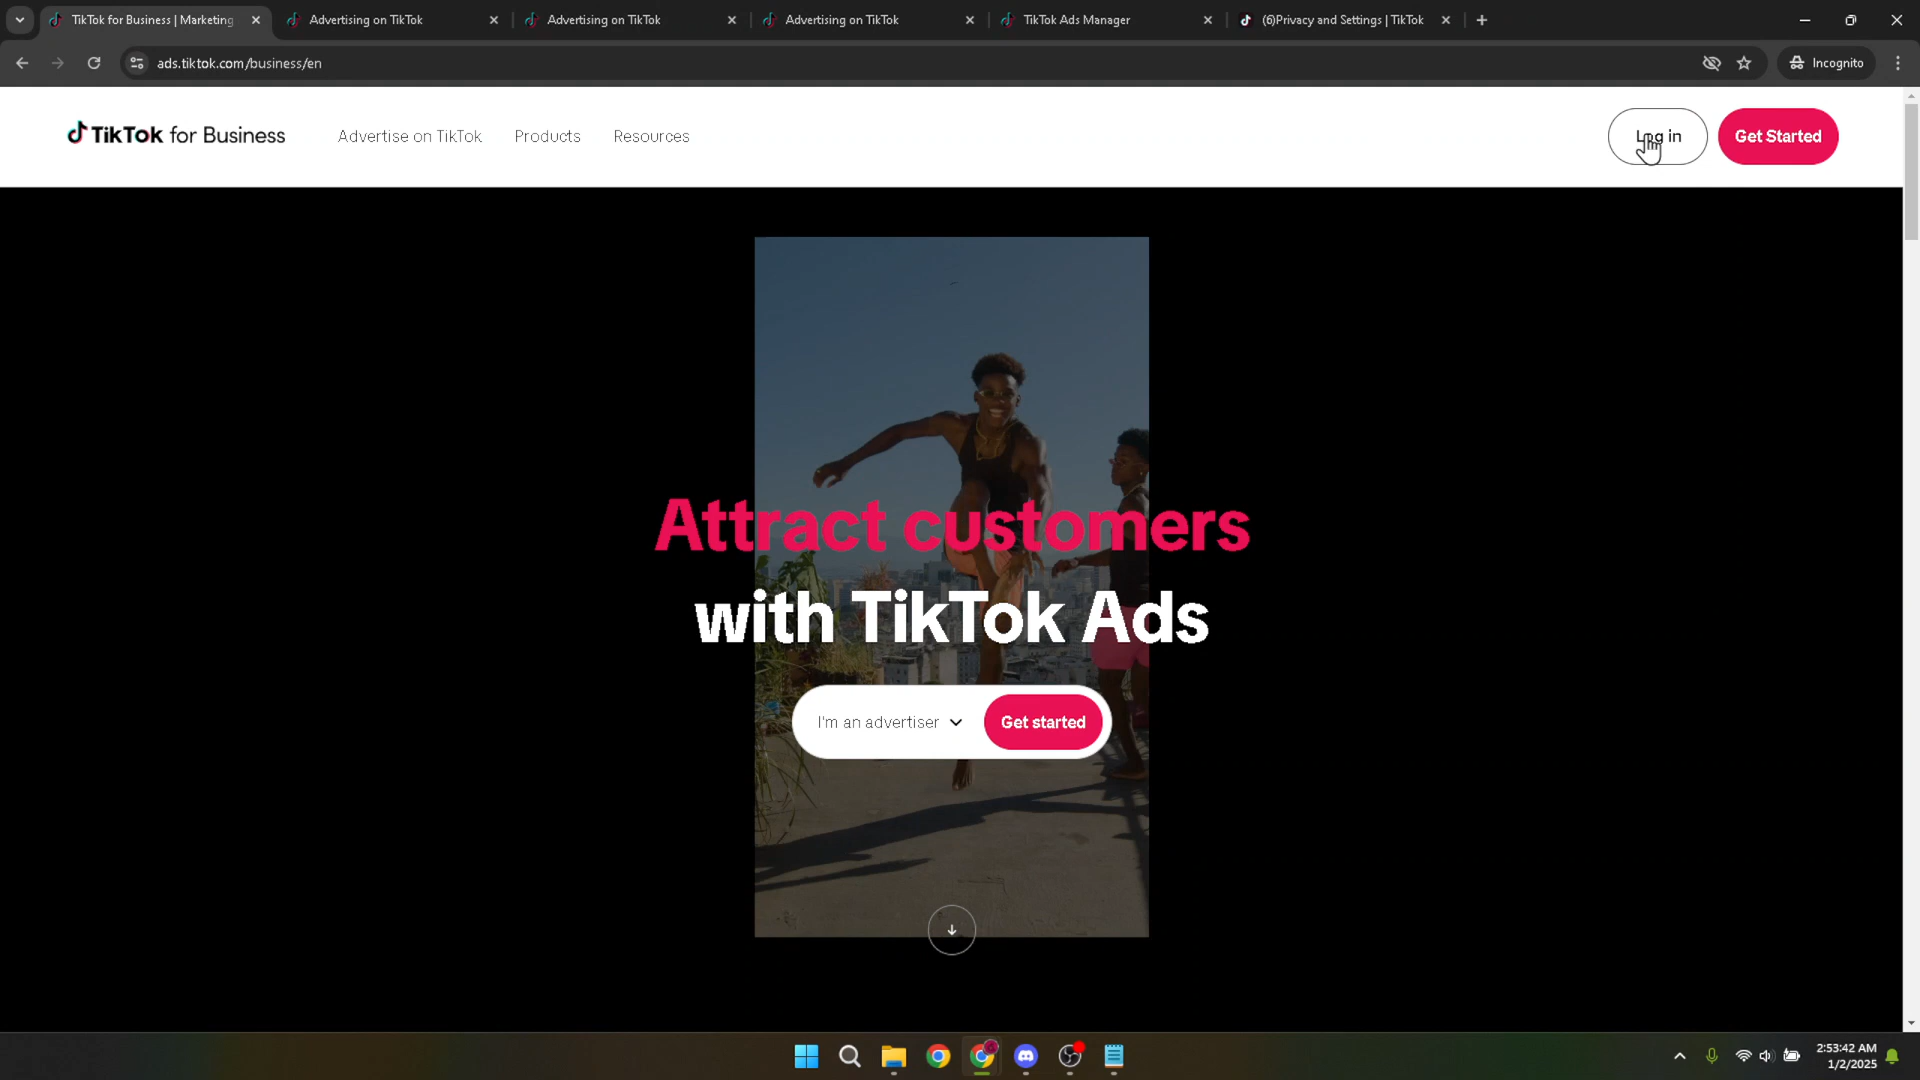 TikTok for Business | Marketing
Advertising on TikTok
Advertising on TikTok
Advertising on TikTok
TikTok Ads Manager
(6)Privacy and Settings | TikTok
ads.tiktok.com/business/en
Incognito
TikTok for Business
Advertise on TikTok
Products
Resources
Log in
Get Started
Attract customers
with TikTok Ads
I'm an advertiser
Get started
2:53:42 AM
1/2/2025